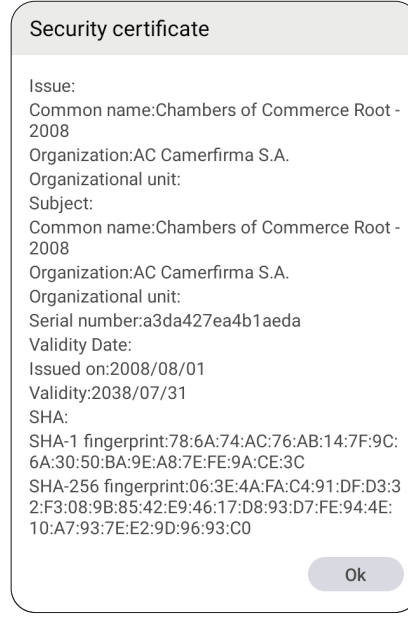 Security certificate
Issue:
Common name:Chambers of Commerce Root -
2008
Organization:AC Camerfirma S.A.
Organizational unit:
Subject:
Common name:Chambers of Commerce Root -
2008
Organization:AC Camerfirma S.A.
Organizational unit:
Serial number:a3da427ea4b1aeda
Validity Date:
Issued on:2008/08/01
Validity:2038/07/31
SHA:
SHA-1 fingerprint:78:6A:74:AC:76:AB:14:7F:9C:
6A:30:50:BA:9E:A8:7E:FE:9A:CE:3C
SHA-256 fingerprint:06:3E:4A:FA:C4:91:DF:D3:3
2:F3:08:9B:85:42:E9:46:17:D8:93:D7:FE:94:4E:
10:A7:93:7E:E2:9D:96:93:C0
Ok